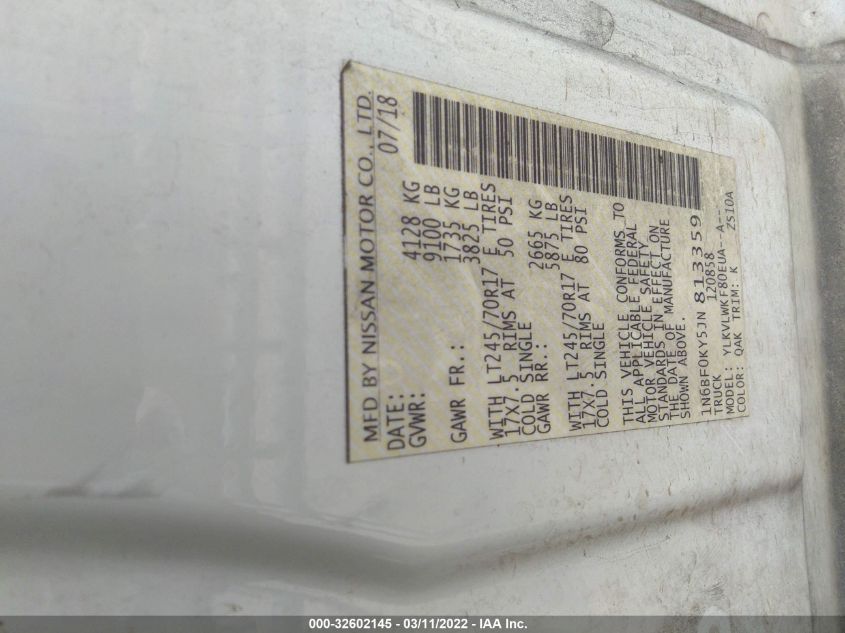 MFD BY NISSAN MOTOR CO., LTD.
DATE: 07/18
GVWR: 4128 KG
9100 LB
GAWR FR.: 1735 KG
3825 LB
WITH LT245/70R17 E TIRES
17X7.5 RIMS AT 50 PSI
COLD SINGLE
GAWR RR.: 2665 KG
5875 LB
WITH LT245/70R17 E TIRES
17X7.5 RIMS AT 80 PSI
COLD SINGLE
THIS VEHICLE CONFORMS TO
ALL APPLICABLE FEDERAL
MOTOR VEHICLE SAFETY
STANDARDS IN EFFECT ON
THE DATE OF MANUFACTURE
SHOWN ABOVE.
1N6BF0KY5JN 813359
TRUCK 120858
MODEL: YLKVLWKF80EUA--A---
COLOR: QAK TRIM: K ZS10A
000-32602145 - 03/11/2022 - IAA Inc.